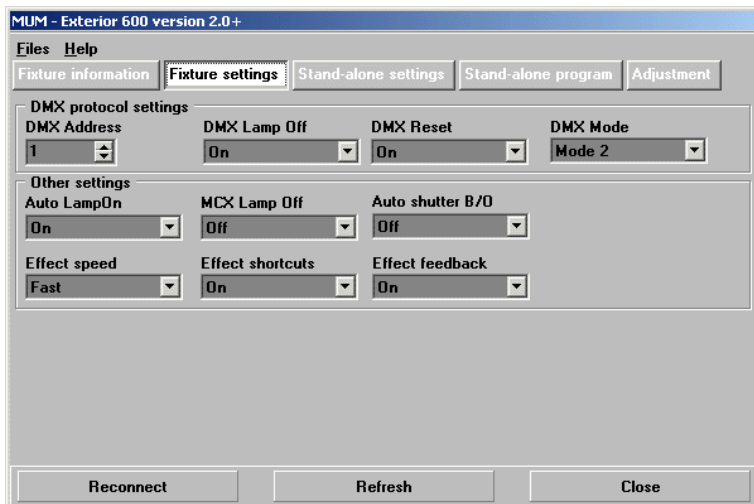 MUM - Exterior 600 version 2.0+
Files Help
Fixture information Fixture settings Stand-alone settings Stand-alone program Adjustment
DMX protocol settings
DMX Address DMX Lamp Off DMX Reset DMX Mode
1 On On Mode 2
Other settings
Auto LampOn MCX Lamp Off Auto shutter B/O
On Off Off
Effect speed Effect shortcuts Effect feedback
Fast On On
Reconnect Refresh Close